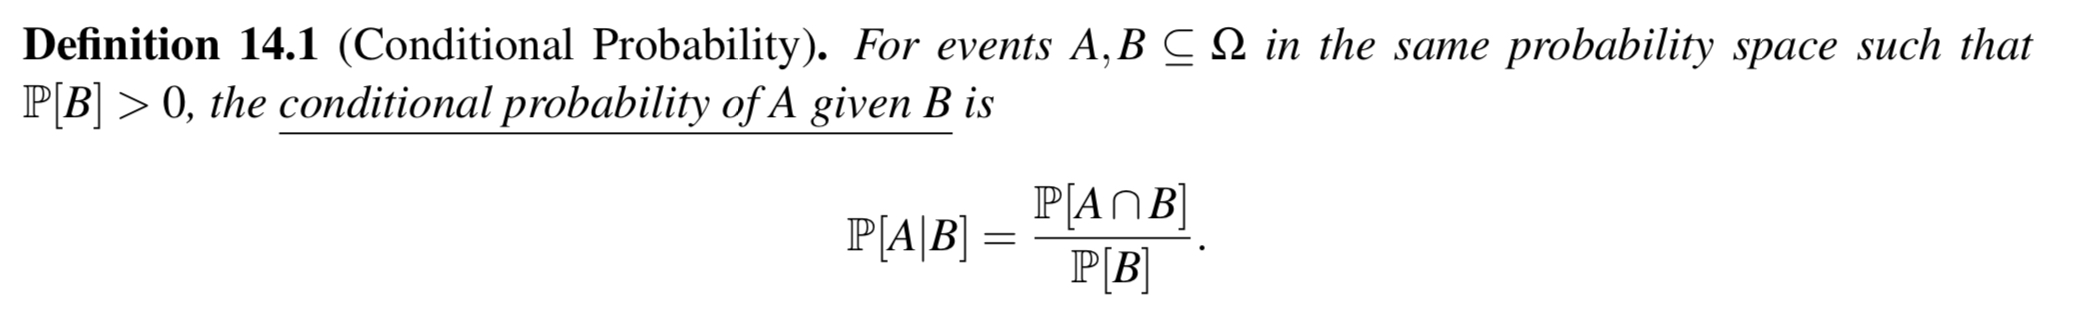 Definition 14.1 (Conditional Probability). For events A, B ⊆ Ω in the same probability space such that
ℙ[B] > 0, the conditional probability of A given B is
ℙ[A|B] = ℙ[A∩B] / ℙ[B].